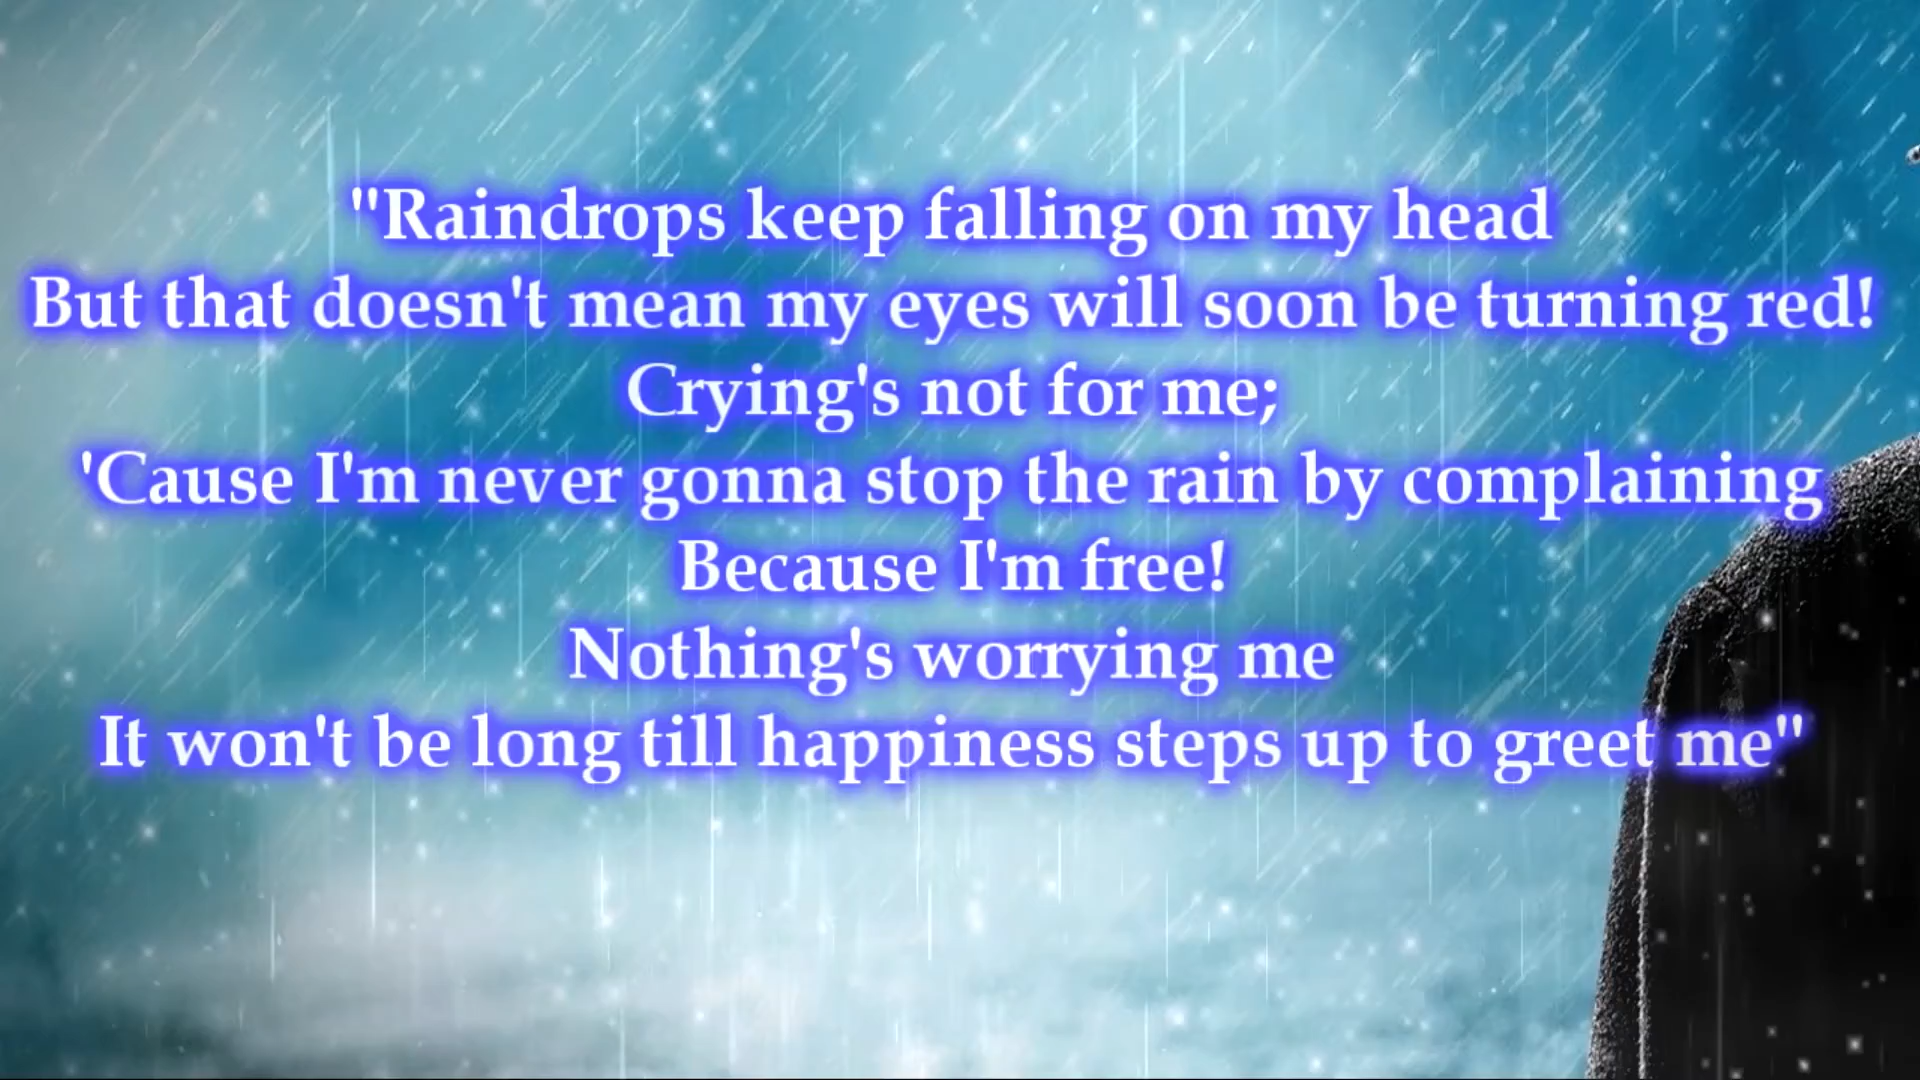 "Raindrops keep falling on my head
But that doesn't mean my eyes will soon be turning red!
Crying's not for me;
'Cause I'm never gonna stop the rain by complaining
Because I'm free!
Nothing's worrying me
It won't be long till happiness steps up to greet me"